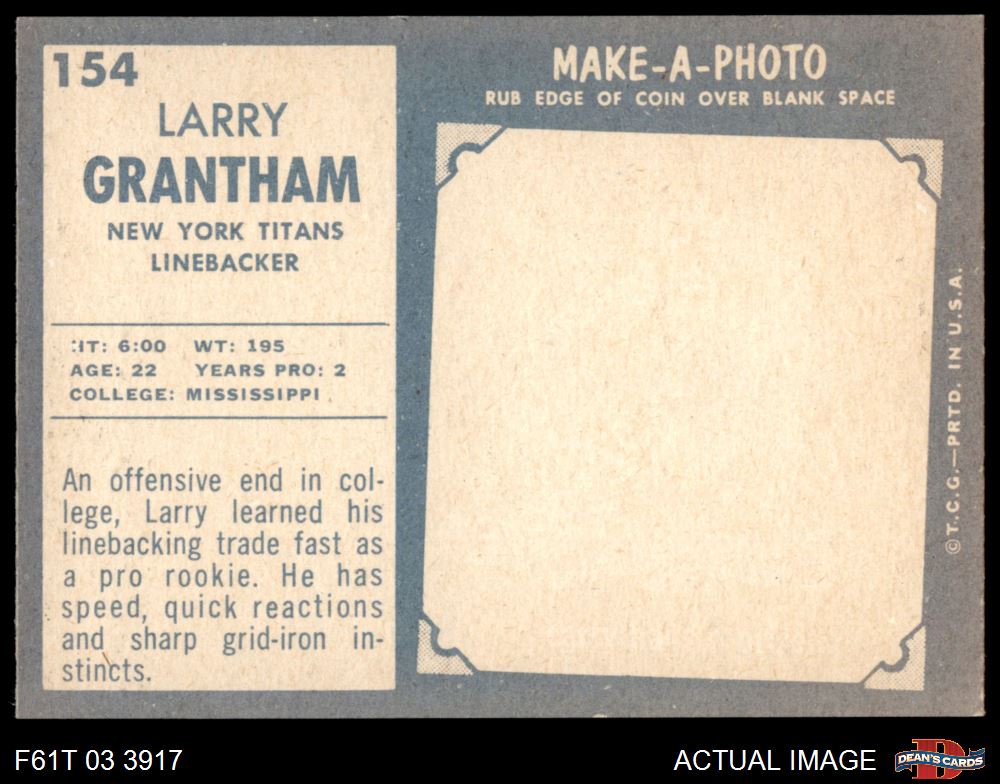 154
LARRY
GRANTHAM
NEW YORK TITANS
LINEBACKER
HT: 6:00 WT: 195
AGE: 22 YEARS PRO: 2
COLLEGE: MISSISSIPPI
An offensive end in col-
lege, Larry learned his
linebacking trade fast as
a pro rookie. He has
speed, quick reactions
and sharp grid-iron in-
stincts.
MAKE-A-PHOTO
RUB EDGE OF COIN OVER BLANK SPACE
©T.C.G.—PRTD. IN U.S.A.
F61T 03 3917
ACTUAL IMAGE
D
DEAN'S CARDS